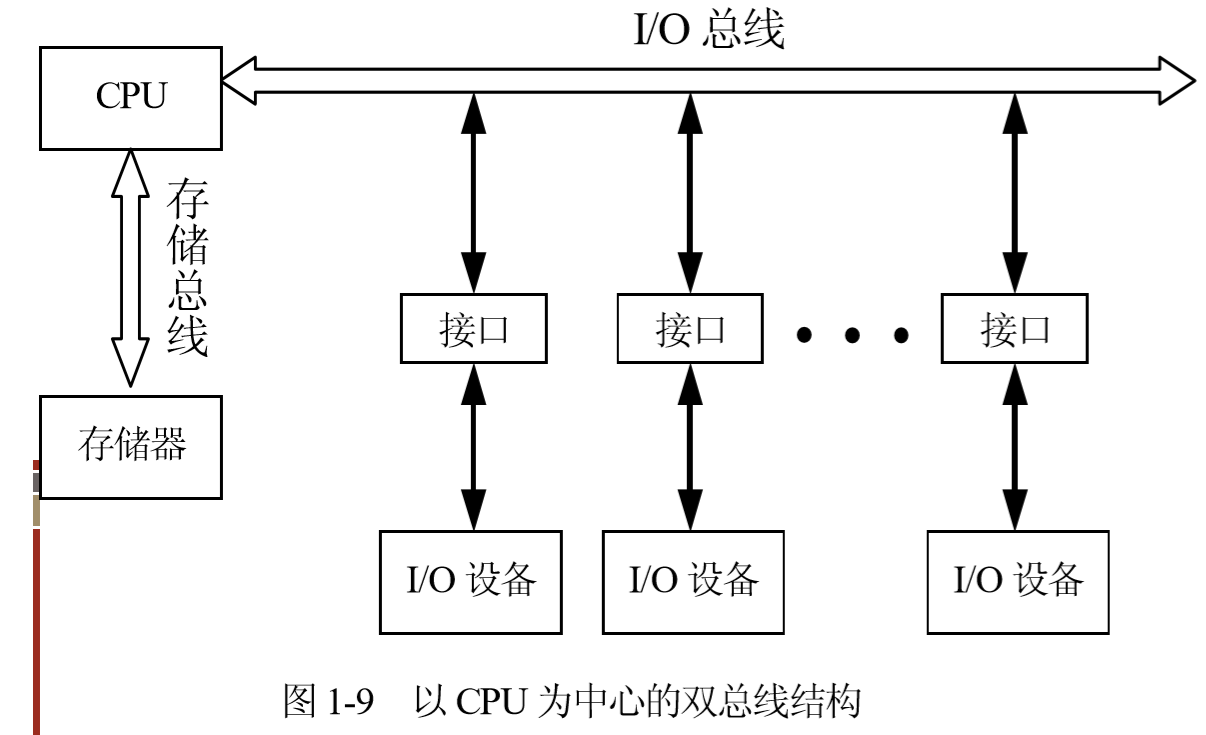 I/O 总线
CPU
存储总线
接口
接口
接口
存储器
I/O 设备
I/O 设备
I/O 设备
图 1-9 以 CPU 为中心的双总线结构